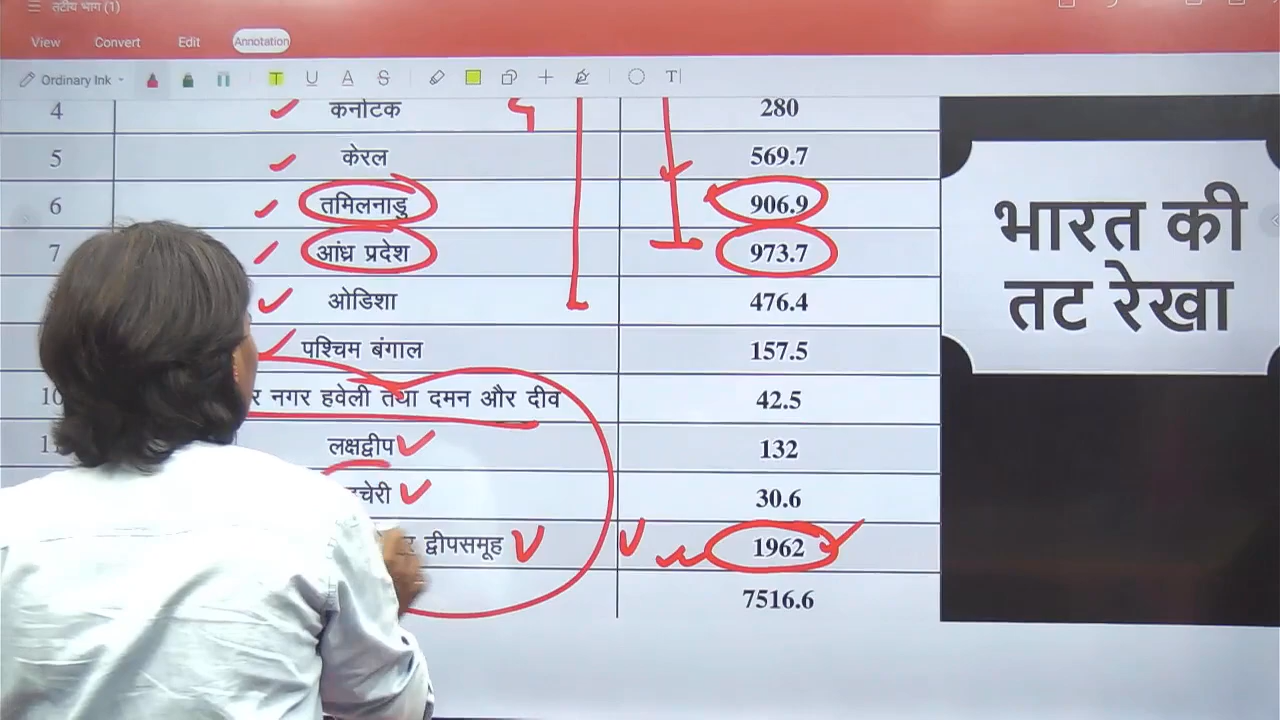 तटीय भाग (1)
View Convert Edit Annotation
Ordinary Ink T U A S T
4 कर्नाटक 280
5 केरल 569.7
6 तमिलनाडु 906.9
7 आंध्र प्रदेश 973.7
ओडिशा 476.4
पश्चिम बंगाल 157.5
10 नगर हवेली तथा दमन और दीव 42.5
लक्षद्वीप 132
30.6
द्वीपसमूह 1962
7516.6
भारत की
तट रेखा